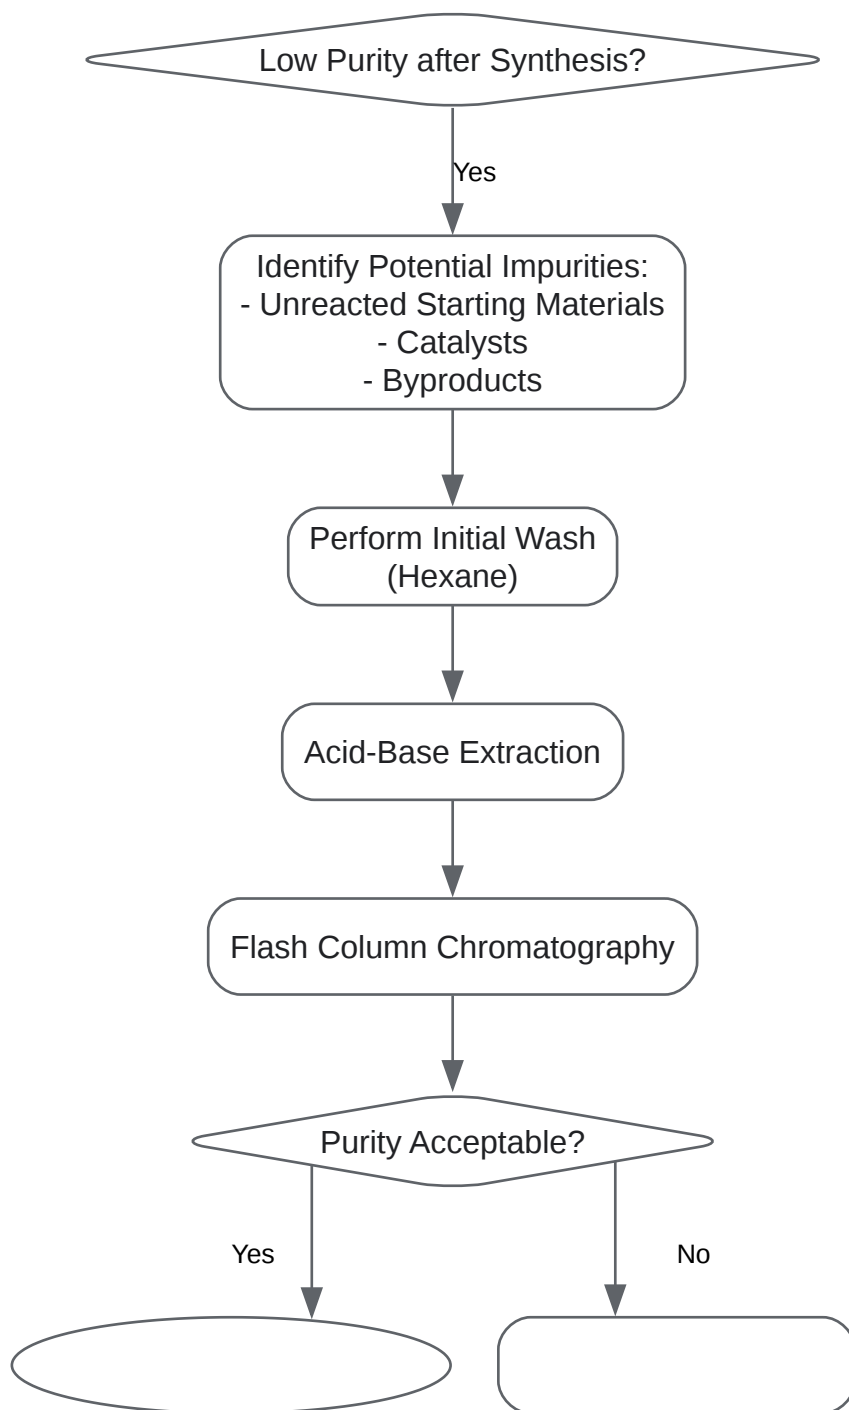 Low Purity after Synthesis?
Yes
Identify Potential Impurities:
- Unreacted Starting Materials
- Catalysts
- Byproducts
Perform Initial Wash
(Hexane)
Acid-Base Extraction
Flash Column Chromatography
Purity Acceptable?
Yes
No